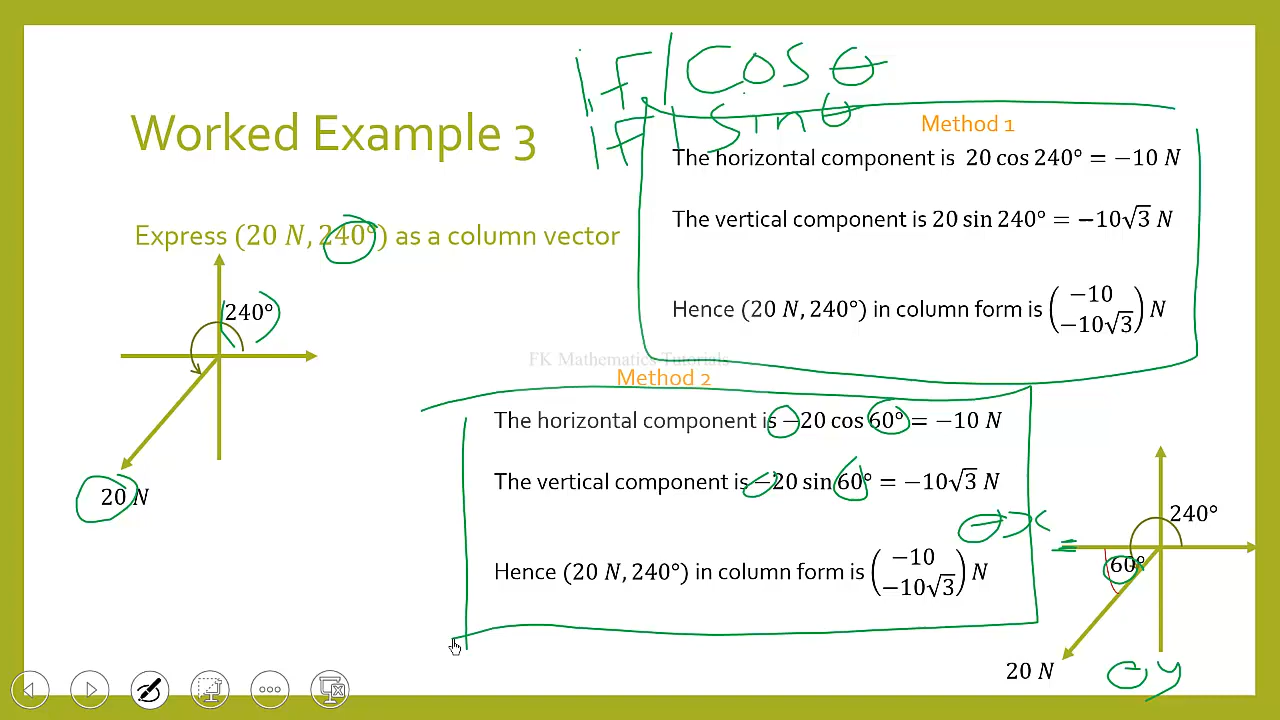 |F| cos θ
|F| sin θ
Worked Example 3
Express (20 N, 240°) as a column vector
240°
20 N
Method 1
The horizontal component is 20 cos 240° = −10 N
The vertical component is 20 sin 240° = −10√3 N
Hence (20 N, 240°) in column form is (−10 −10√3) N
FK Mathematics Tutorials
Method 2
The horizontal component is −20 cos 60° = −10 N
The vertical component is −20 sin 60° = −10√3 N
Hence (20 N, 240°) in column form is (−10 −10√3) N
−x
240°
60°
20 N
−y